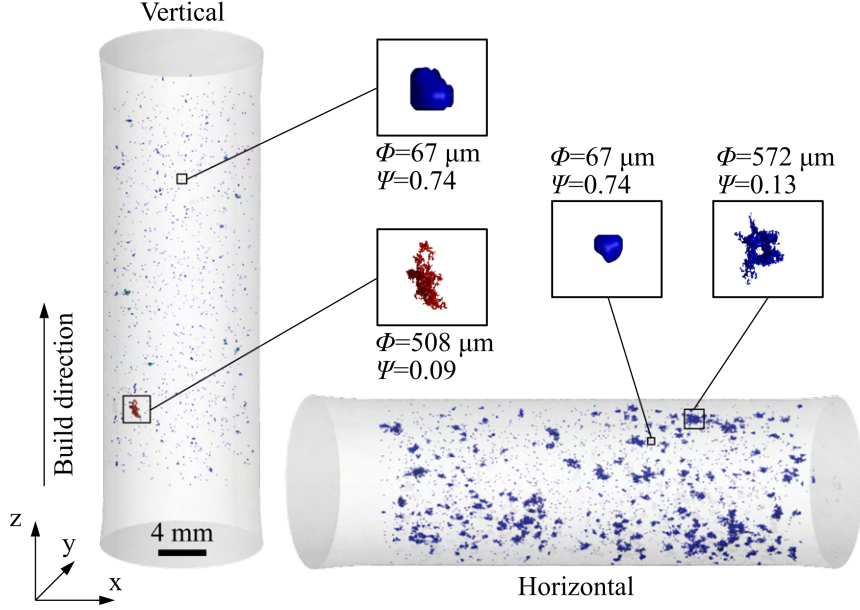 Vertical
Φ=67 μm
Ψ=0.74
Φ=67 μm
Ψ=0.74
Φ=572 μm
Ψ=0.13
Φ=508 μm
Ψ=0.09
Build direction
4 mm
z
y
x
Horizontal